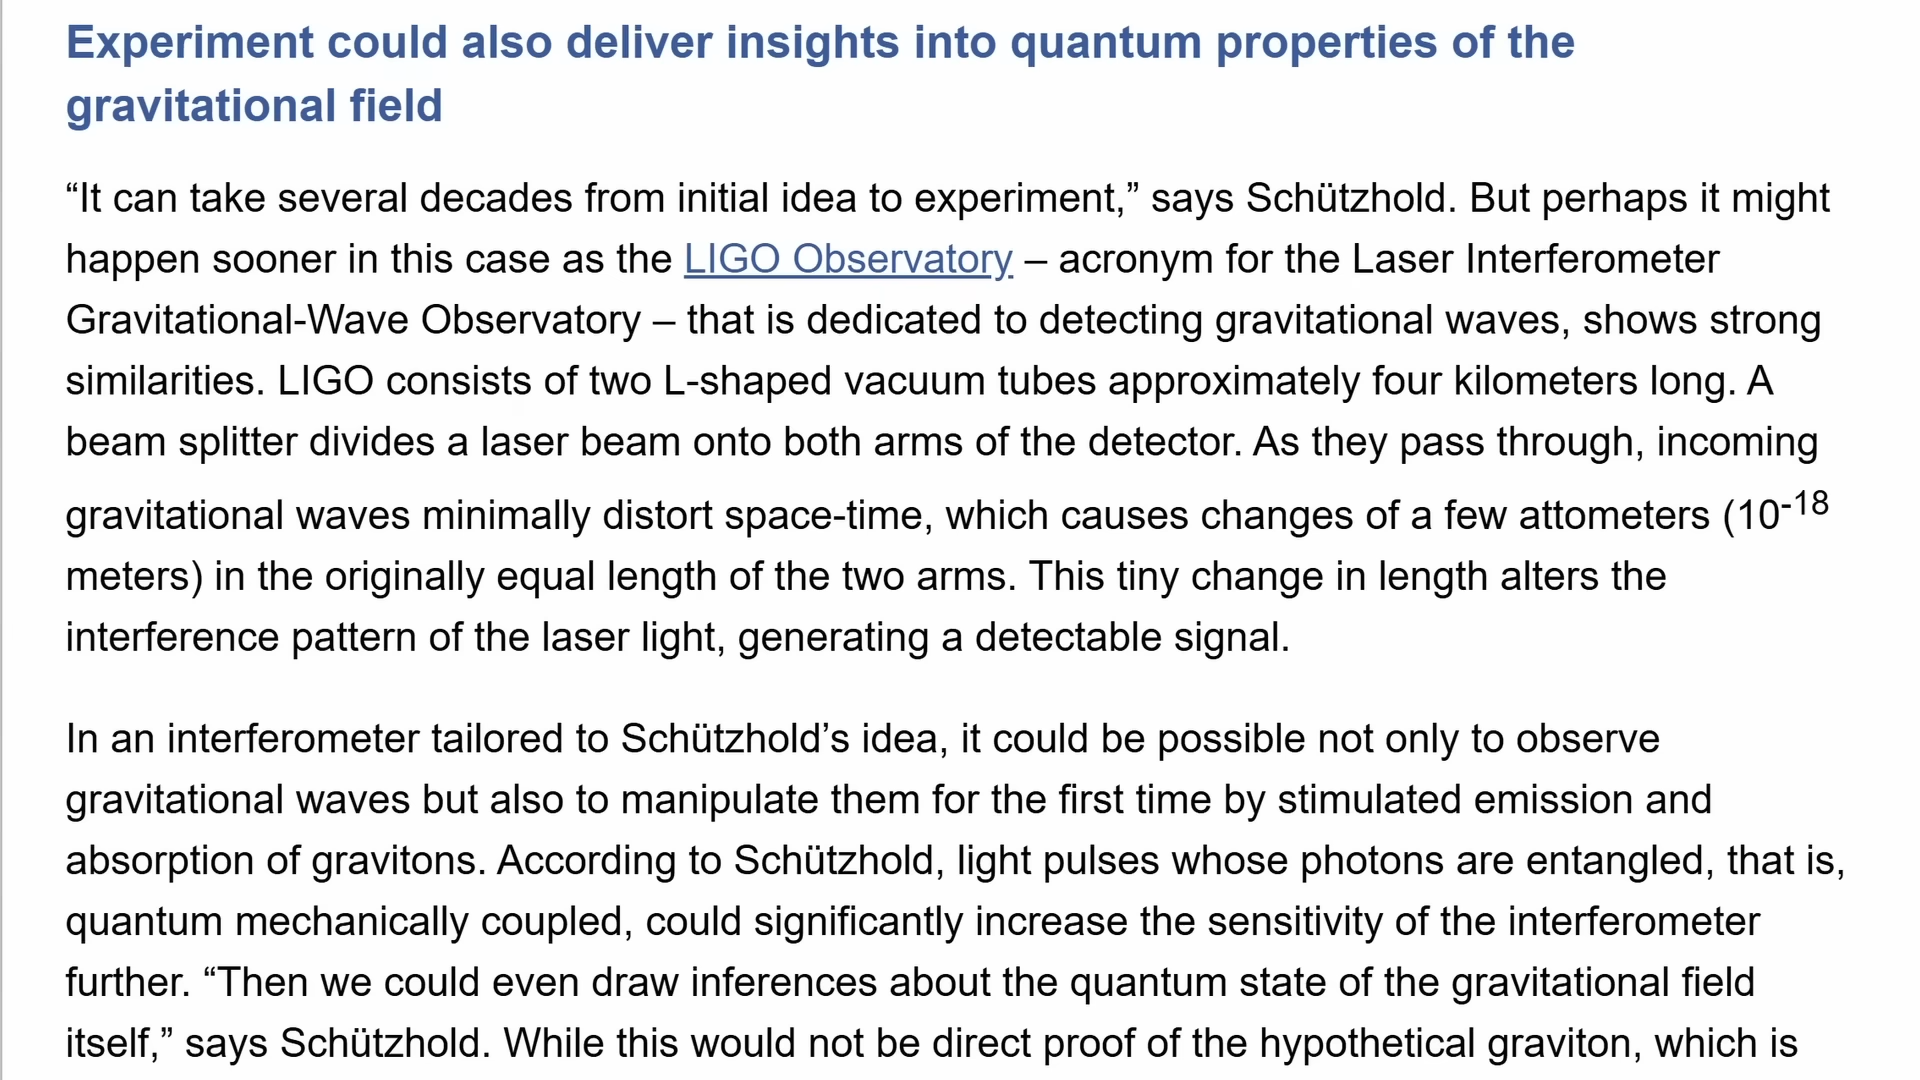 Experiment could also deliver insights into quantum properties of the
gravitational field
“It can take several decades from initial idea to experiment,” says Schützhold. But perhaps it might
happen sooner in this case as the LIGO Observatory – acronym for the Laser Interferometer
Gravitational-Wave Observatory – that is dedicated to detecting gravitational waves, shows strong
similarities. LIGO consists of two L-shaped vacuum tubes approximately four kilometers long. A
beam splitter divides a laser beam onto both arms of the detector. As they pass through, incoming
gravitational waves minimally distort space-time, which causes changes of a few attometers (10⁻¹⁸
meters) in the originally equal length of the two arms. This tiny change in length alters the
interference pattern of the laser light, generating a detectable signal.
In an interferometer tailored to Schützhold’s idea, it could be possible not only to observe
gravitational waves but also to manipulate them for the first time by stimulated emission and
absorption of gravitons. According to Schützhold, light pulses whose photons are entangled, that is,
quantum mechanically coupled, could significantly increase the sensitivity of the interferometer
further. “Then we could even draw inferences about the quantum state of the gravitational field
itself,” says Schützhold. While this would not be direct proof of the hypothetical graviton, which is